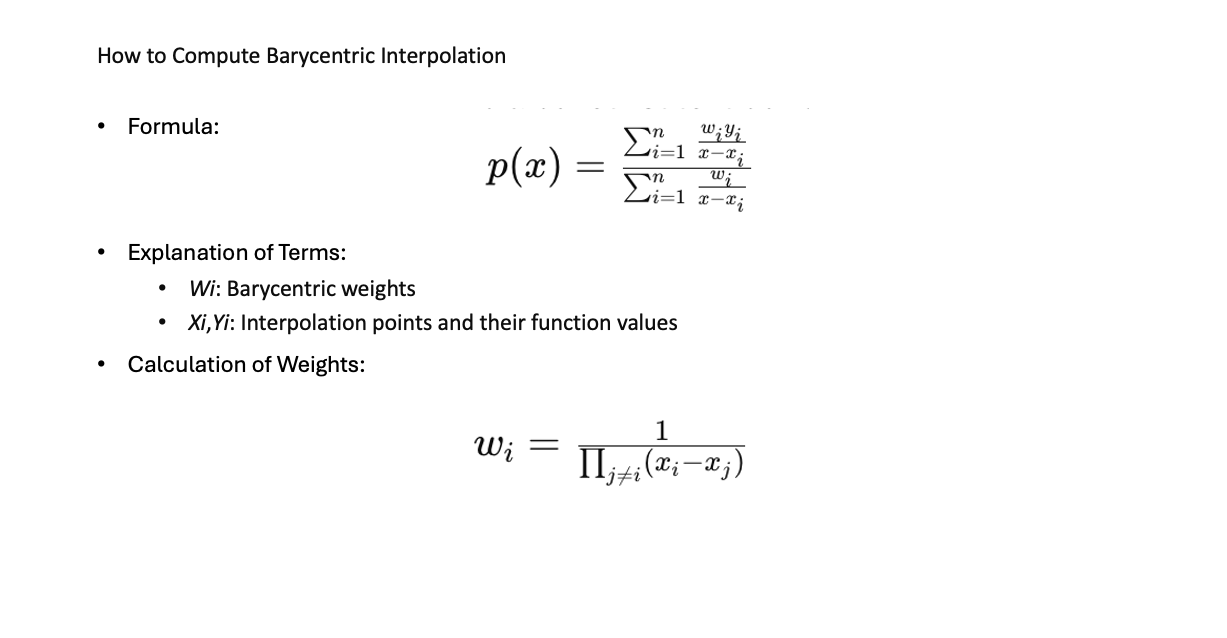 How to Compute Barycentric Interpolation
• Formula:
p(x) = \frac{\sum_{i=1}^{n} \frac{w_i y_i}{x-x_i}}{\sum_{i=1}^{n} \frac{w_i}{x-x_i}}
• Explanation of Terms:
• Wi: Barycentric weights
• Xi,Yi: Interpolation points and their function values
• Calculation of Weights:
w_i = \frac{1}{\prod_{j \neq i}(x_i-x_j)}